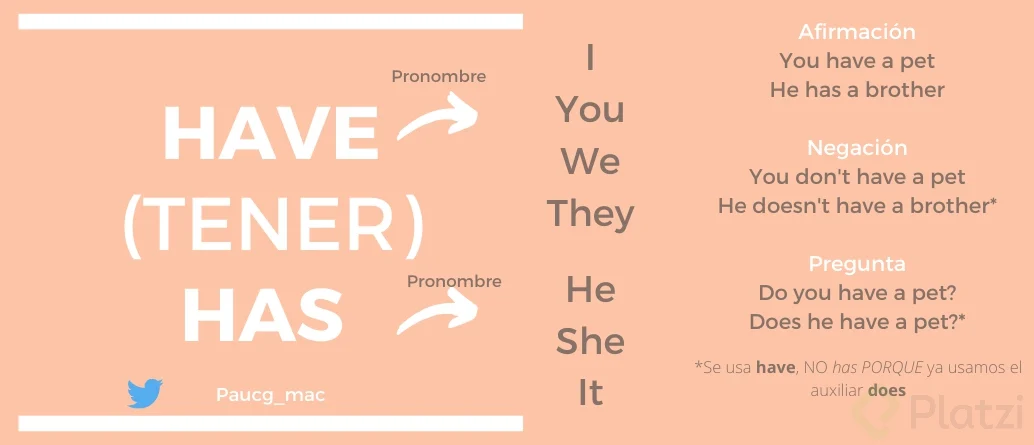 Pronombre
HAVE
(TENER)
Pronombre
HAS
Paucg_mac
I
You
We
They
He
She
It
Afirmación
You have a pet
He has a brother
Negación
You don't have a pet
He doesn't have a brother*
Pregunta
Do you have a pet?
Does he have a pet?*
*Se usa have, NO has PORQUE ya usamos el
auxiliar does
Platzi